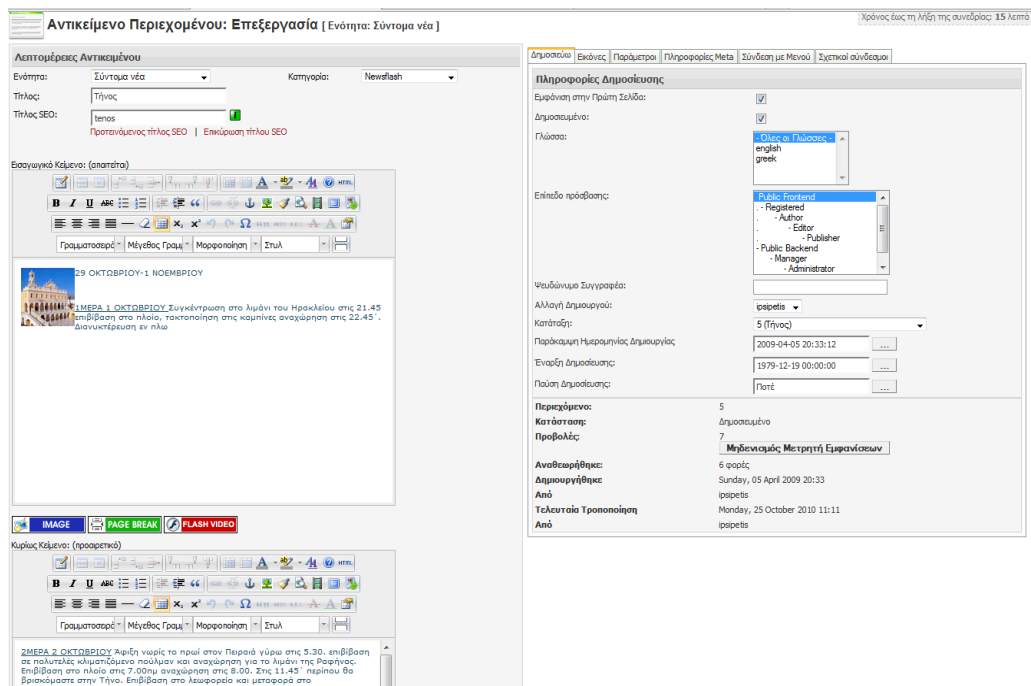 Χρόνος έως τη λήξη της συνεδρίας: 15 λεπτά
Αντικείμενο Περιεχομένου: Επεξεργασία [ Ενότητα: Σύντομα νέα ]
Λεπτομέρειες Αντικειμένου
Ενότητα: Σύντομα νέα Κατηγορία: Newsflash
Τίτλος: Τήνος
Τίτλος SEO: tenos
Προτεινόμενος τίτλος SEO | Επικύρωση τίτλου SEO
Εισαγωγικό Κείμενο: (απαιτείται)
HTML
B I U ABC
Γραμματοσειρά Μέγεθος Γραμμ Μορφοποίηση Στυλ
29 ΟΚΤΩΒΡΙΟΥ-1 ΝΟΕΜΒΡΙΟΥ
1ΜΕΡΑ 1 ΟΚΤΩΒΡΙΟΥ Συγκέντρωση στο λιμάνι του Ηρακλείου στις 21.45
επιβίβαση στο πλοίο, τακτοποίηση στις καμπίνες αναχώρηση στις 22.45΄.
Διανυκτέρευση εν πλω
IMAGE PAGE BREAK FLASH VIDEO
Κυρίως Κείμενο: (προαιρετικό)
HTML
B I U ABC
Γραμματοσειρά Μέγεθος Γραμμ Μορφοποίηση Στυλ
2ΜΕΡΑ 2 ΟΚΤΩΒΡΙΟΥ Άφιξη νωρίς το πρωί στον Πειραιά γύρω στις 5.30. επιβίβαση
σε πολυτελές κλιματιζόμενο πούλμαν και αναχώρηση για το λιμάνι της Ραφήνας.
Επιβίβαση στο πλοίο στις 7.00πμ αναχώρηση στις 8.00. Στις 11.45΄ περίπου θα
βρισκόμαστε στην Τήνο. Επιβίβαση στο λεωφορείο και μεταφορά στο
Δημοσιεύω Εικόνες Παράμετροι Πληροφορίες Meta Σύνδεση με Μενού Σχετικοί σύνδεσμοι
Πληροφορίες Δημοσίευσης
Εμφάνιση στην Πρώτη Σελίδα:
Δημοσιευμένο:
Γλώσσα: - Όλες οι Γλώσσες -
english
greek
Επίπεδο πρόσβασης: Public Frontend
. - Registered
. - Author
. - Editor
. - Publisher
- Public Backend
- Manager
- Administrator
Ψευδώνυμο Συγγραφέα:
Αλλαγή Δημιουργού: ipsipetis
Κατάταξη: 5 (Τήνος)
Παράκαμψη Ημερομηνίας Δημιουργίας 2009-04-05 20:33:12 ...
Έναρξη Δημοσίευσης: 1979-12-19 00:00:00 ...
Παύση Δημοσίευσης: Ποτέ ...
Περιεχόμενο: 5
Κατάσταση: Δημοσιευμένο
Προβολές: 7
Μηδενισμός Μετρητή Εμφανίσεων
Αναθεωρήθηκε: 6 φορές
Δημιουργήθηκε Sunday, 05 April 2009 20:33
Από ipsipetis
Τελευταία Τροποποίηση Monday, 25 October 2010 11:11
Από ipsipetis